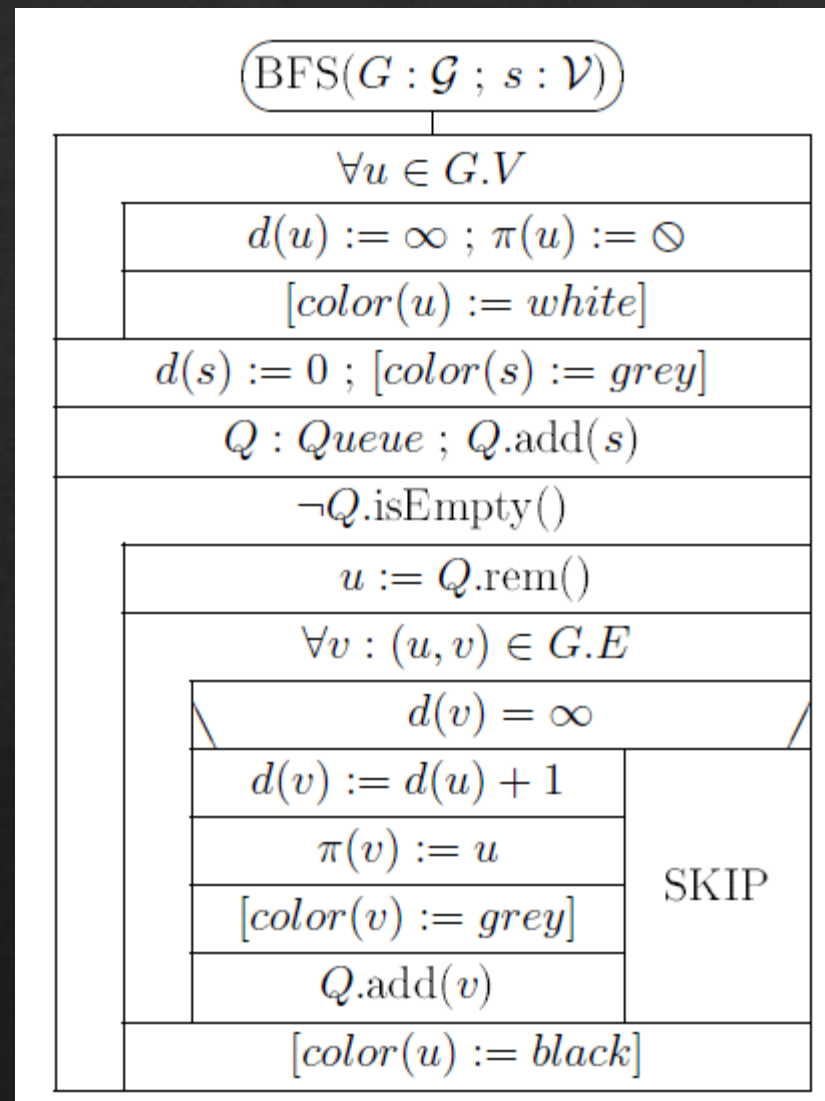 BFS(G : 𝒢 ; s : 𝒱)
∀u ∈ G.V
d(u) := ∞ ; π(u) := ⦸
[color(u) := white]
d(s) := 0 ; [color(s) := grey]
Q : Queue ; Q.add(s)
¬Q.isEmpty()
u := Q.rem()
∀v : (u, v) ∈ G.E
d(v) = ∞
d(v) := d(u) + 1
π(v) := u
[color(v) := grey]
Q.add(v)
SKIP
[color(u) := black]